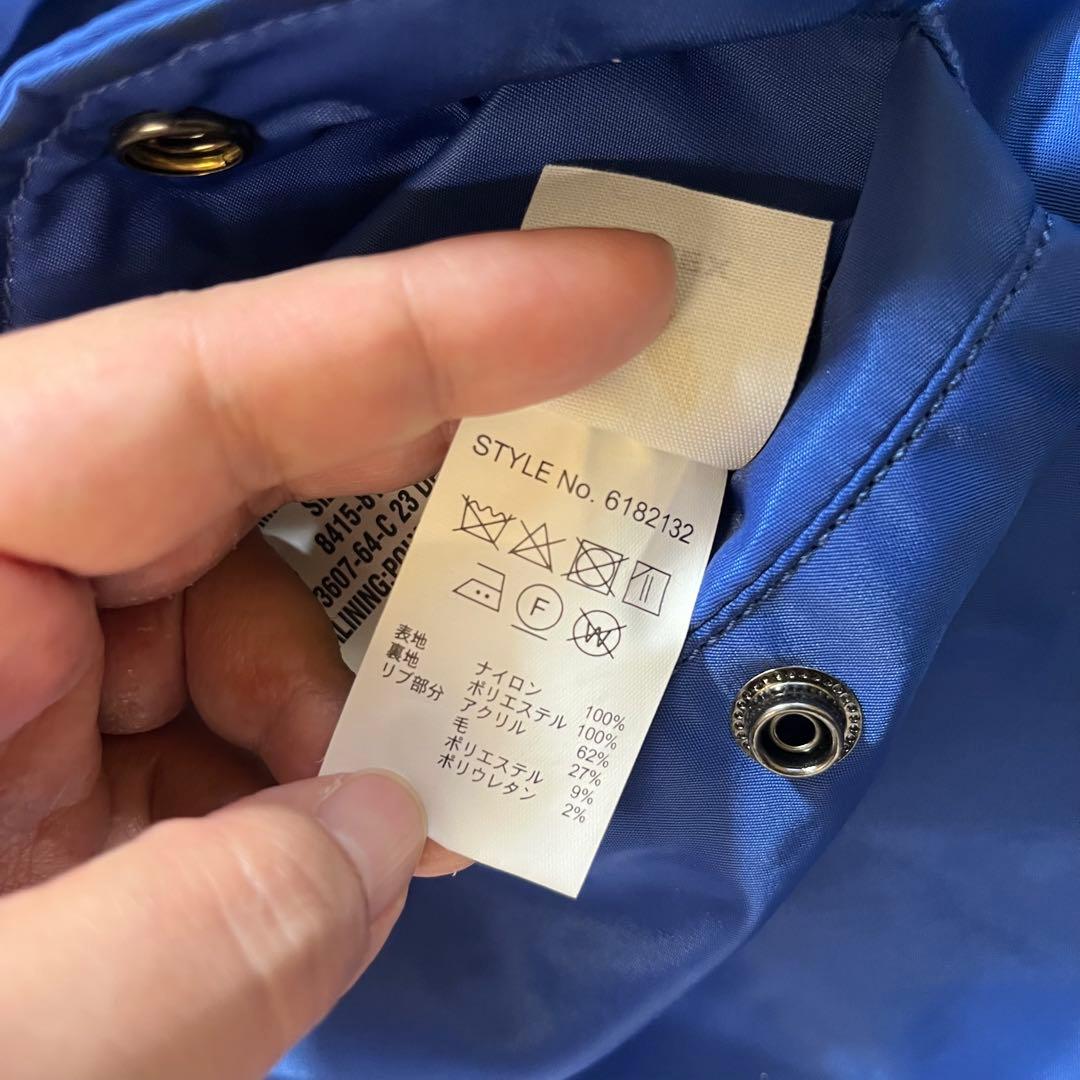 STYLE No. 6182132
F
W
表地 ナイロン 100%
裏地 ポリエステル 100%
リブ部分 アクリル 62%
毛 27%
ポリエステル 9%
ポリウレタン 2%
8415-
3607-64-C 23
LINING: